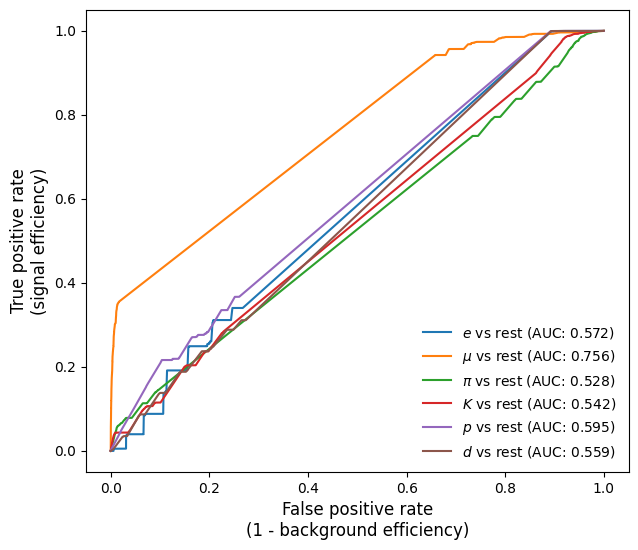 True positive rate
(signal efficiency)
1.0
0.8
0.6
0.4
0.2
0.0
e vs rest (AUC: 0.572)
μ vs rest (AUC: 0.756)
π vs rest (AUC: 0.528)
K vs rest (AUC: 0.542)
p vs rest (AUC: 0.595)
d vs rest (AUC: 0.559)
0.0 0.2 0.4 0.6 0.8 1.0
False positive rate
(1 - background efficiency)